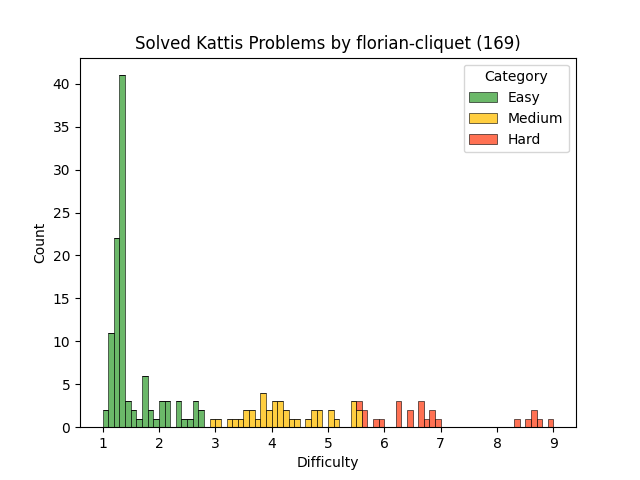 Solved Kattis Problems by florian-cliquet (169)
Category
Easy
Medium
Hard
40
35
30
25
20
15
10
5
0
Count
1 2 3 4 5 6 7 8 9
Difficulty